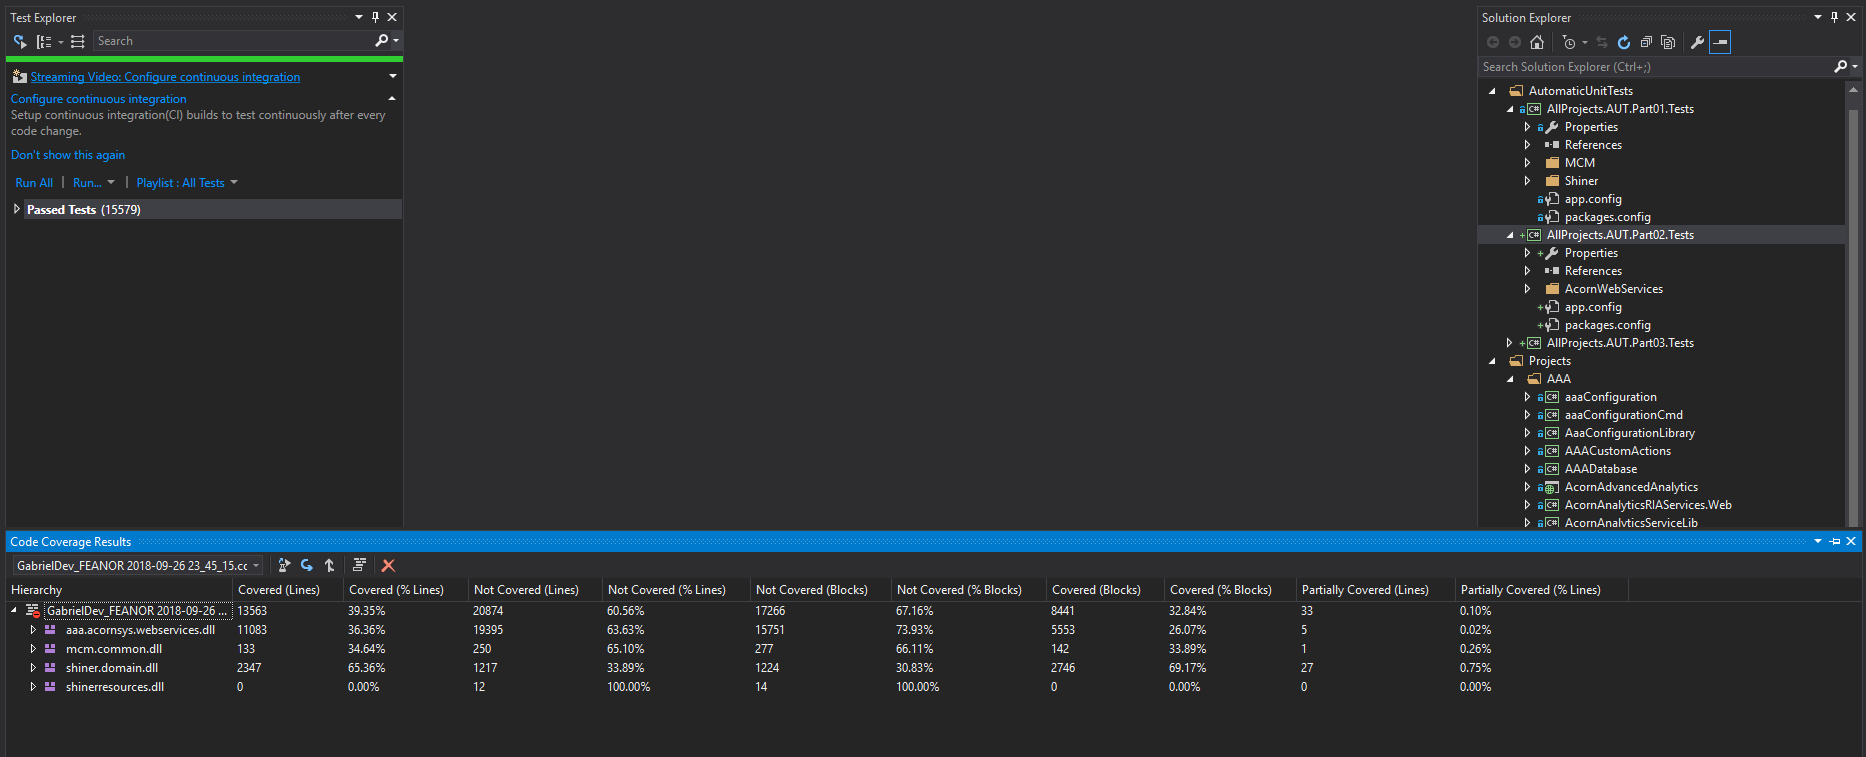 Test Explorer
Search
Streaming Video: Configure continuous integration
Configure continuous integration
Setup continuous integration(CI) builds to test continuously after every
code change.
Don't show this again
Run All | Run... | Playlist : All Tests
Passed Tests (15579)
Solution Explorer
Search Solution Explorer (Ctrl+;)
AutomaticUnitTests
AllProjects.AUT.Part01.Tests
Properties
References
MCM
Shiner
app.config
packages.config
AllProjects.AUT.Part02.Tests
Properties
References
AcornWebServices
app.config
packages.config
AllProjects.AUT.Part03.Tests
Projects
AAA
aaaConfiguration
aaaConfigurationCmd
AaaConfigurationLibrary
AAACustomActions
AAADatabase
AcornAdvancedAnalytics
AcornAnalyticsRIAServices.Web
AcornAnalyticsServiceLib
Code Coverage Results
GabrielDev_FEANOR 2018-09-26 23_45_15.cc
Hierarchy Covered (Lines) Covered (% Lines) Not Covered (Lines) Not Covered (% Lines) Not Covered (Blocks) Not Covered (% Blocks) Covered (Blocks) Covered (% Blocks) Partially Covered (Lines) Partially Covered (% Lines)
GabrielDev_FEANOR 2018-09-26 ... 13563 39.35% 20874 60.56% 17266 67.16% 8441 32.84% 33 0.10%
aaa.acornsys.webservices.dll 11083 36.36% 19395 63.63% 15751 73.93% 5553 26.07% 5 0.02%
mcm.common.dll 133 34.64% 250 65.10% 277 66.11% 142 33.89% 1 0.26%
shiner.domain.dll 2347 65.36% 1217 33.89% 1224 30.83% 2746 69.17% 27 0.75%
shinerresources.dll 0 0.00% 12 100.00% 14 100.00% 0 0.00% 0 0.00%